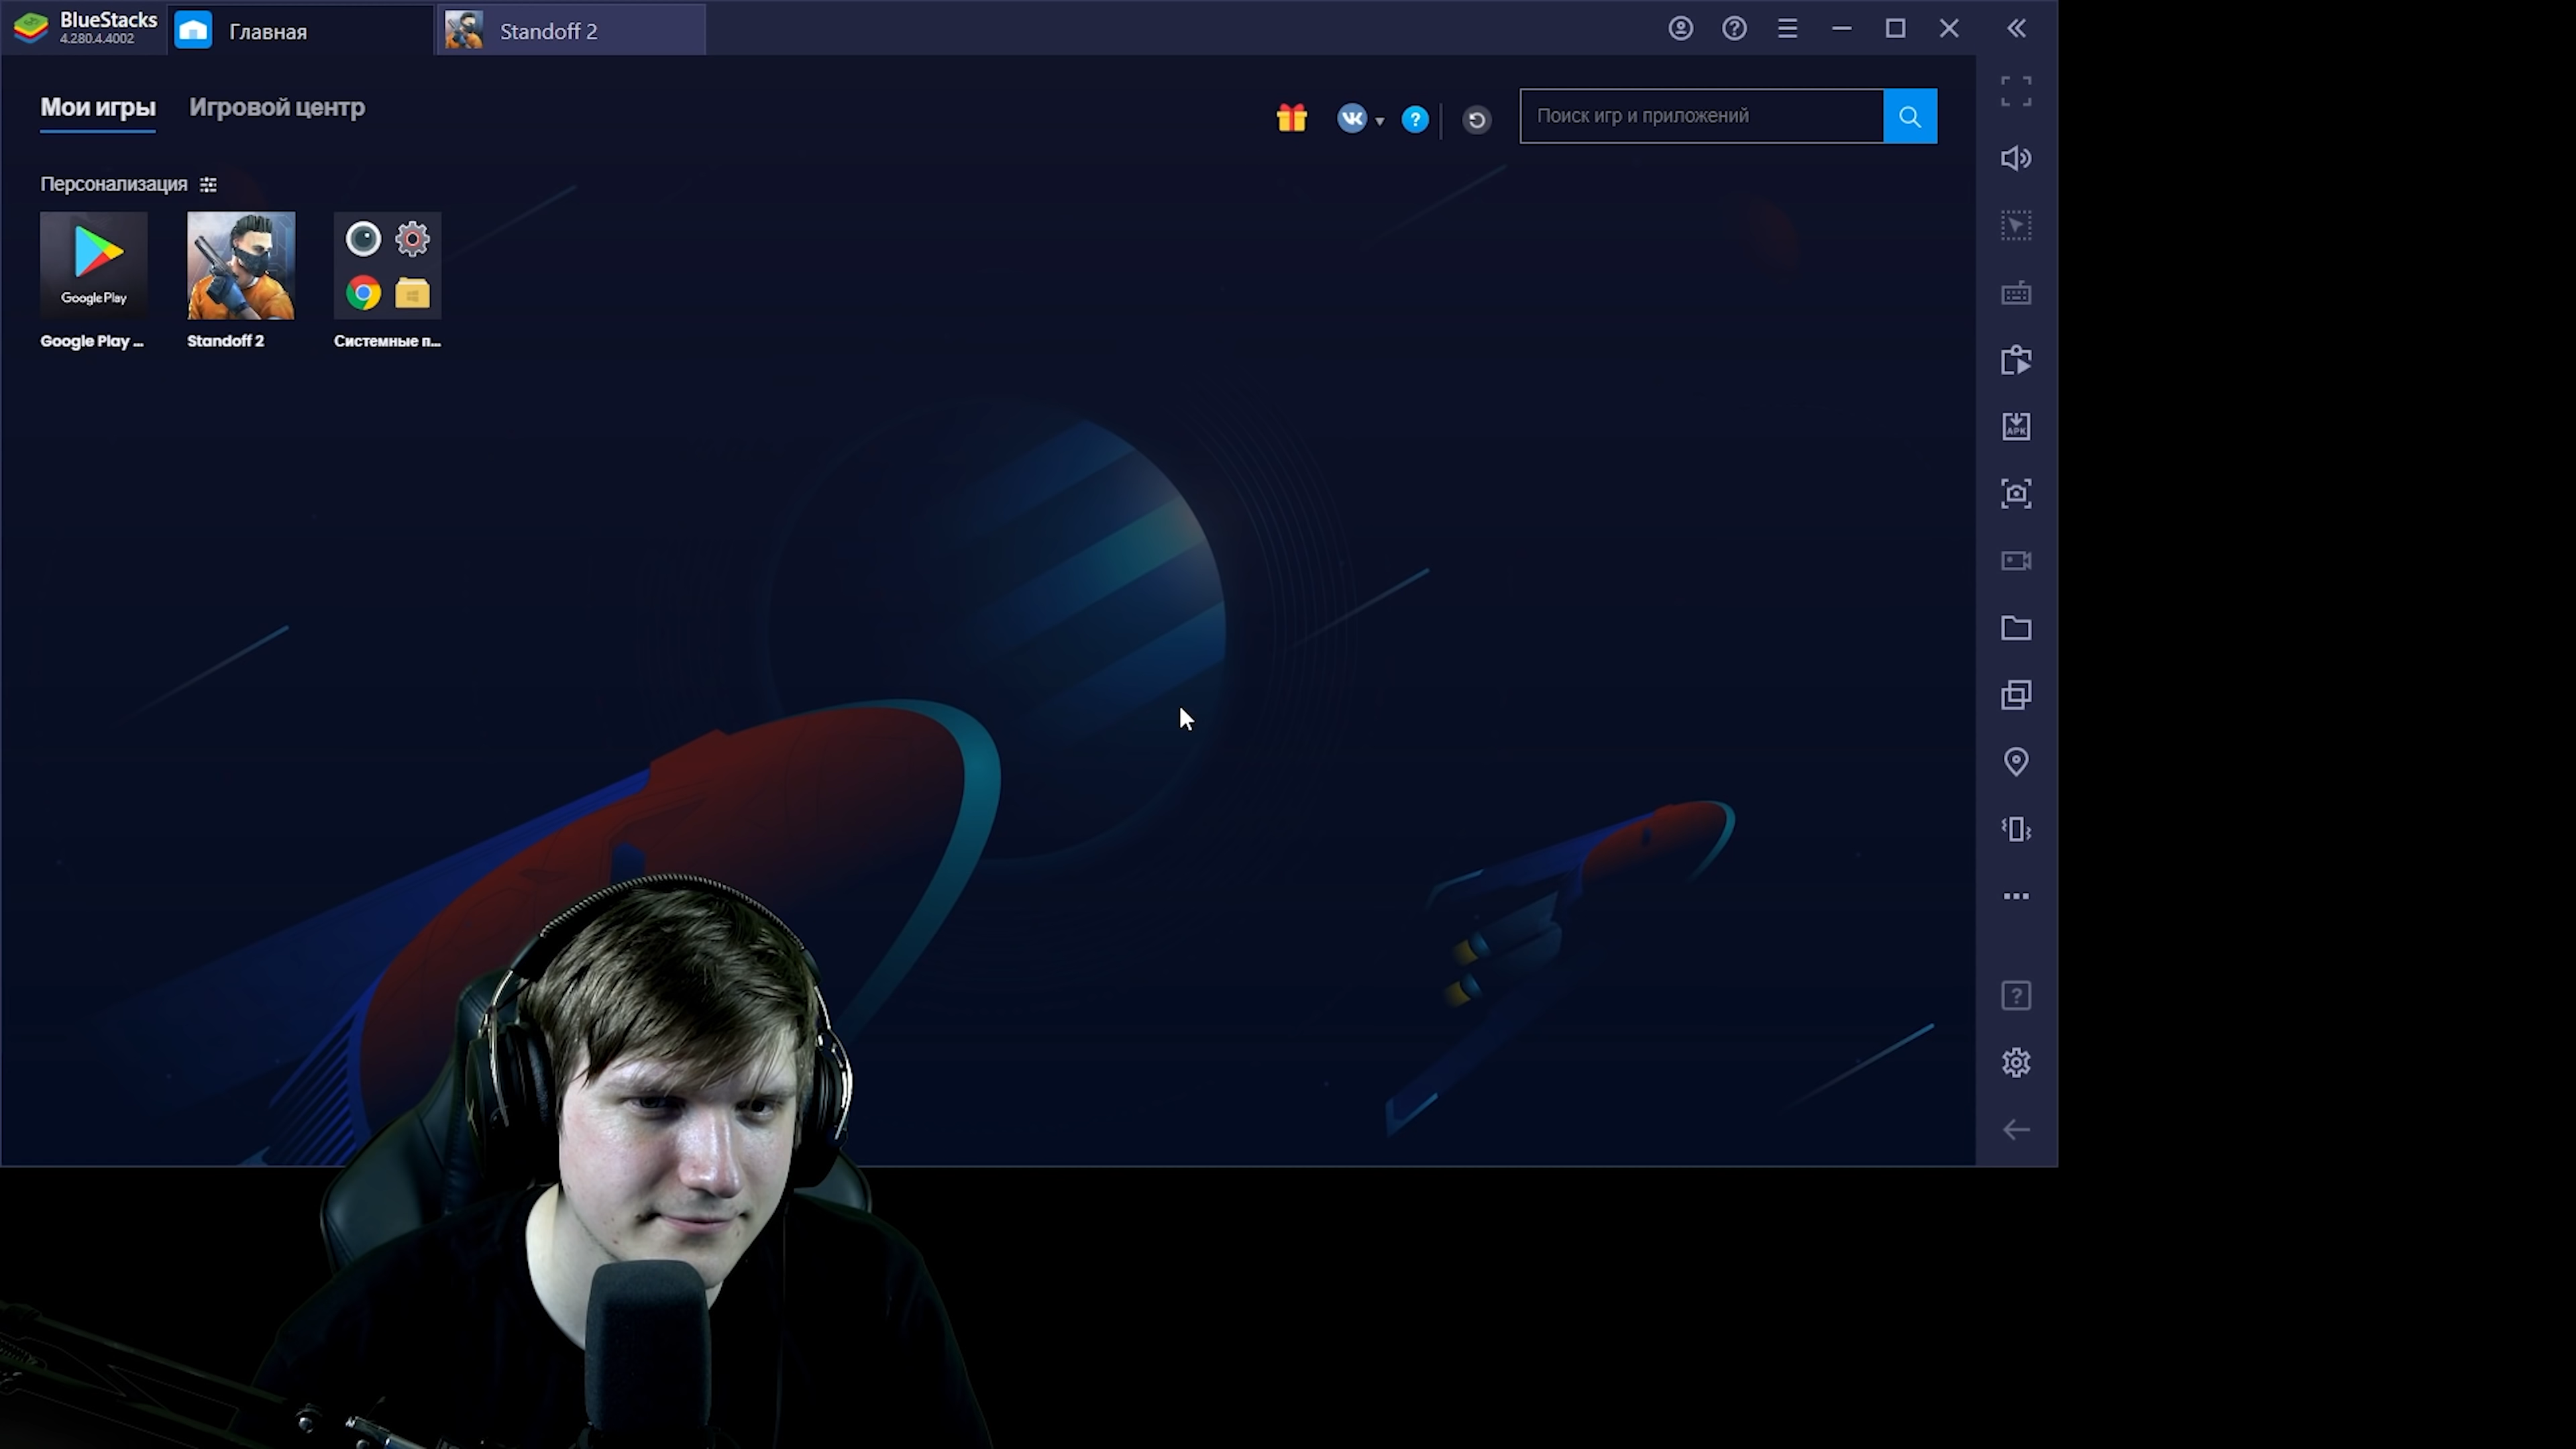 BlueStacks
4.280.4.4002
Главная
Standoff 2
Мои игры
Игровой центр
Поиск игр и приложений
Персонализация
Google Play
Google Play ...
Standoff 2
Системные п...
APK